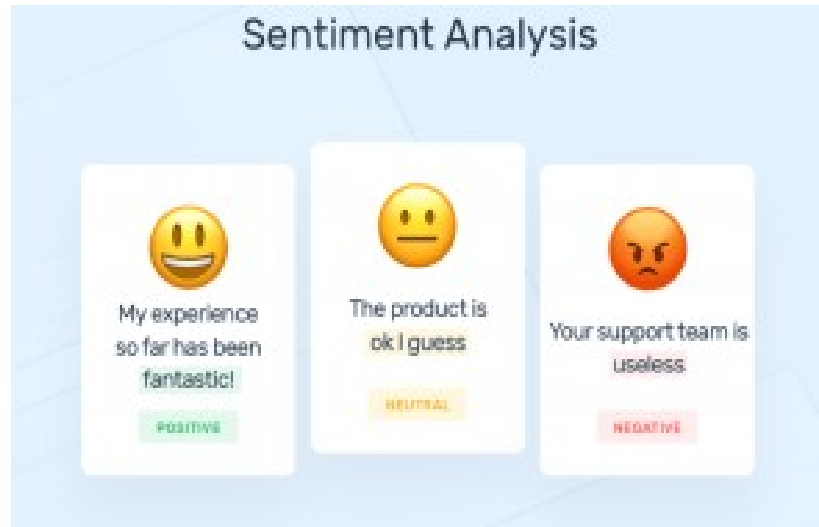 Sentiment Analysis
My experience
so far has been
fantastic!
POSITIVE
The product is
ok I guess
NEUTRAL
Your support team is
useless
NEGATIVE